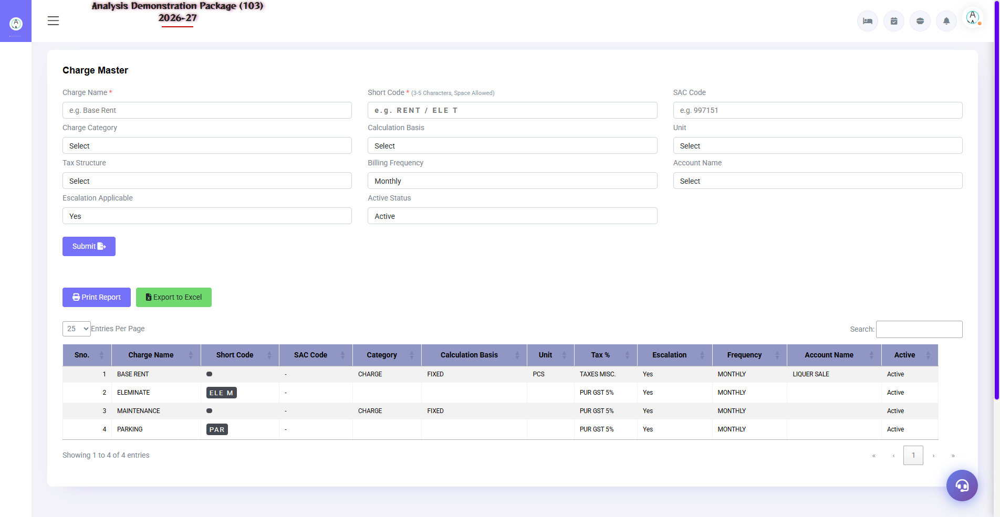 Analysis Demonstration Package (103)
2026-27
Charge Master
Charge Name *
Short Code * (3-5 Characters, Space Allowed)
SAC Code
e.g. Base Rent
e.g. RENT / ELE T
e.g. 997151
Charge Category
Calculation Basis
Unit
Select
Select
Select
Tax Structure
Billing Frequency
Account Name
Select
Monthly
Select
Escalation Applicable
Active Status
Yes
Active
Submit
Print Report
Export to Excel
25 Entries Per Page
Search:
Sno. Charge Name Short Code SAC Code Category Calculation Basis Unit Tax % Escalation Frequency Account Name Active
1 BASE RENT - CHARGE FIXED PCS TAXES MISC. Yes MONTHLY LIQUER SALE Active
2 ELEMINATE ELE M - PUR GST 5% Yes MONTHLY Active
3 MAINTENANCE - CHARGE FIXED PUR GST 5% Yes MONTHLY Active
4 PARKING PAR - PUR GST 5% Yes MONTHLY Active
Showing 1 to 4 of 4 entries
« ‹ 1 › »